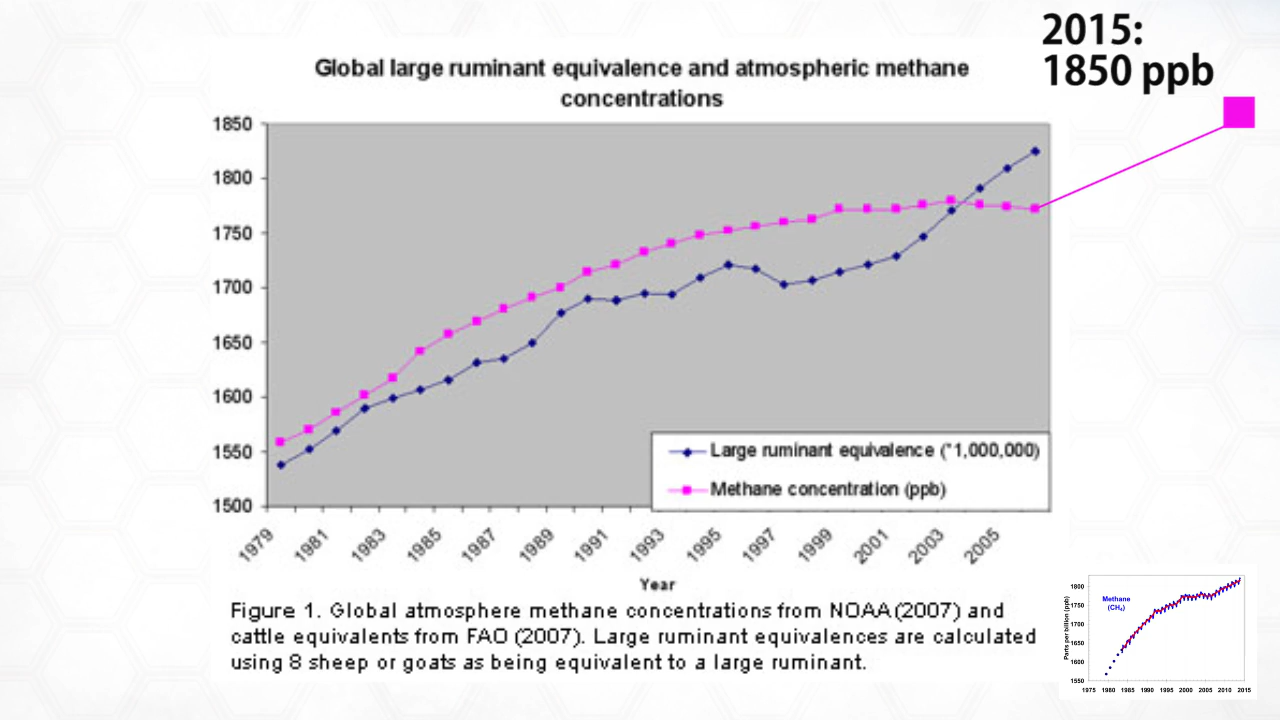 2015:
1850 ppb
Global large ruminant equivalence and atmospheric methane
concentrations
1850
1800
1750
1700
1650
1600
1550
1500
Large ruminant equivalence (*1,000,000)
Methane concentration (ppb)
1979
1981
1983
1985
1987
1989
1991
1993
1995
1997
1999
2001
2003
2005
Year
Figure 1. Global atmosphere methane concentrations from NOAA (2007) and
cattle equivalents from FAO (2007). Large ruminant equivalences are calculated
using 8 sheep or goats as being equivalent to a large ruminant.
Parts per billion (ppb)
1800
1750
1700
1650
1600
1550
Methane
(CH₄)
1975 1980 1985 1990 1995 2000 2005 2010 2015